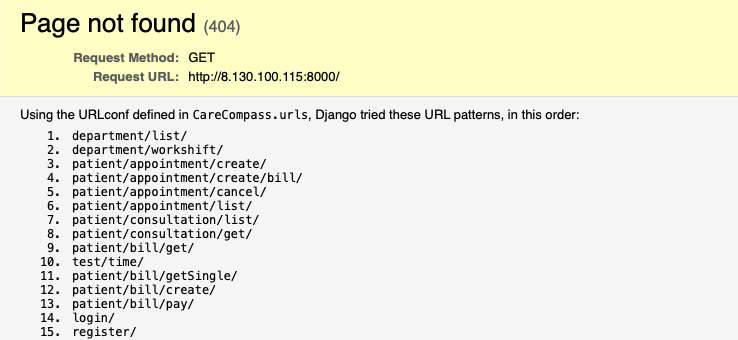 Page not found (404)
Request Method: GET
Request URL: http://8.130.100.115:8000/
Using the URLconf defined in CareCompass.urls, Django tried these URL patterns, in this order:
1. department/list/
2. department/workshift/
3. patient/appointment/create/
4. patient/appointment/create/bill/
5. patient/appointment/cancel/
6. patient/appointment/list/
7. patient/consultation/list/
8. patient/consultation/get/
9. patient/bill/get/
10. test/time/
11. patient/bill/getSingle/
12. patient/bill/create/
13. patient/bill/pay/
14. login/
15. register/